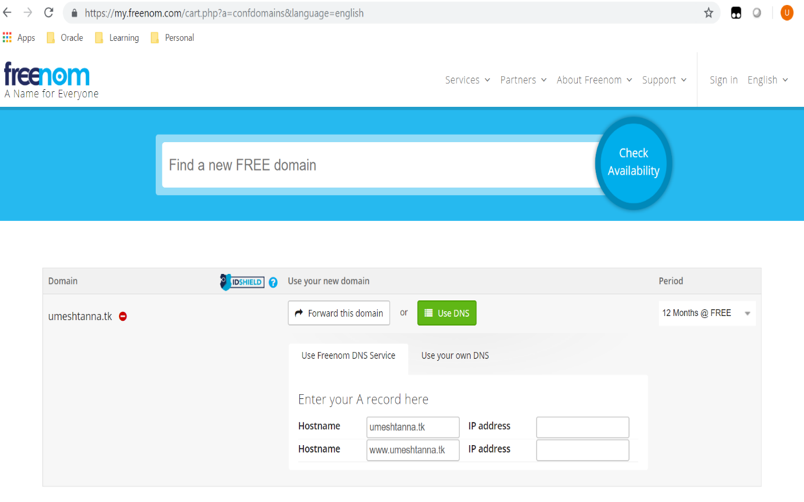 https://my.freenom.com/cart.php?a=confdomains&language=english
U
Apps Oracle Learning Personal
freenom
A Name for Everyone
Services Partners About Freenom Support Sign In English
Find a new FREE domain
Check
Availability
Domain IDSHIELD ? Use your new domain Period
umeshtanna.tk Forward this domain or Use DNS 12 Months @ FREE
Use Freenom DNS Service Use your own DNS
Enter your A record here
Hostname umeshtanna.tk IP address
Hostname www.umeshtanna.tk IP address